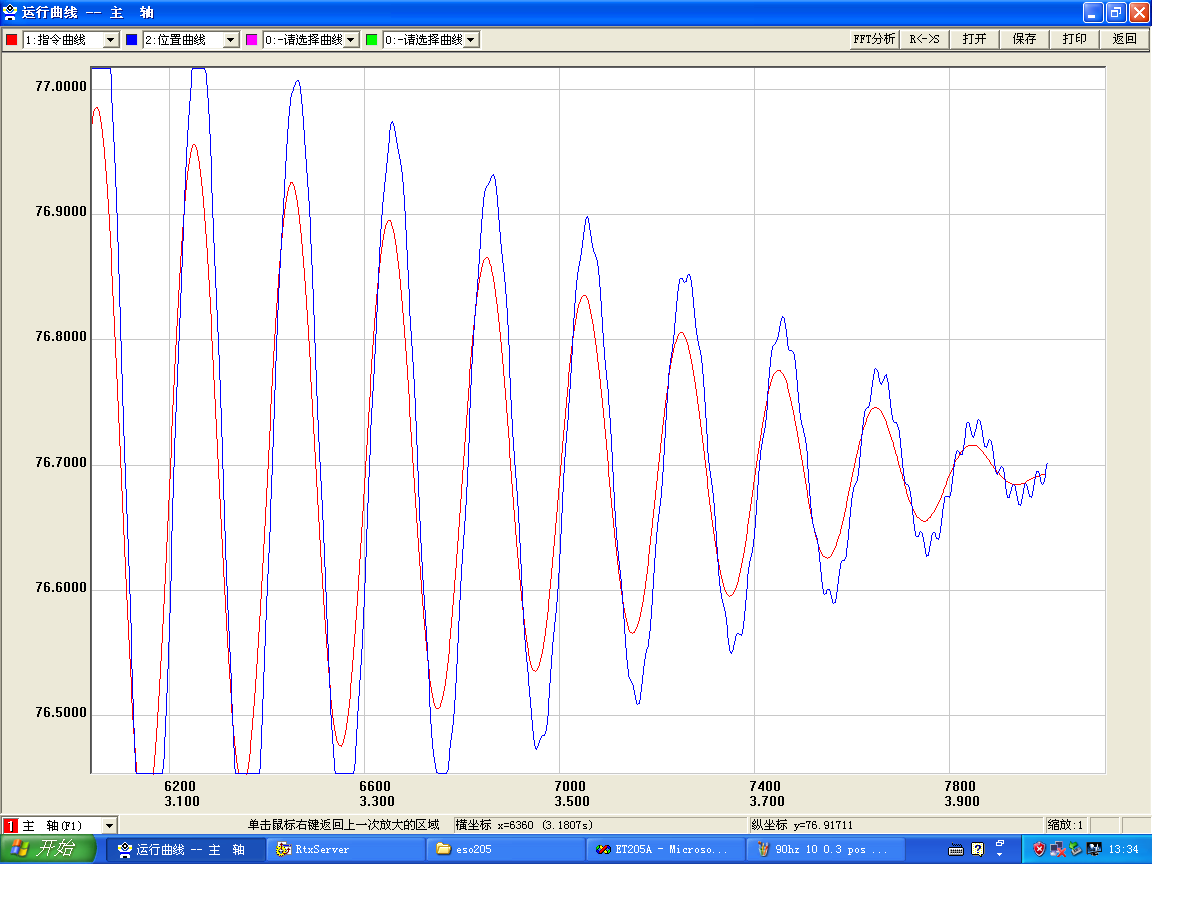 运行曲线 -- 主 轴
1:指令曲线 2:位置曲线 0:-请选择曲线 0:-请选择曲线 FFT分析 R<->S 打开 保存 打印 返回
77.0000
76.9000
76.8000
76.7000
76.6000
76.5000
6200 6600 7000 7400 7800
3.100 3.300 3.500 3.700 3.900
1 主 轴(F1) 单击鼠标右键返回上一次放大的区域 横坐标 x=6360 (3.1807s) 纵坐标 y=76.91711 缩放:1
开始 运行曲线 -- 主 轴 RtxServer eso205 ET205A - Microso... 90hz 10 0.3 pos ... 13:34